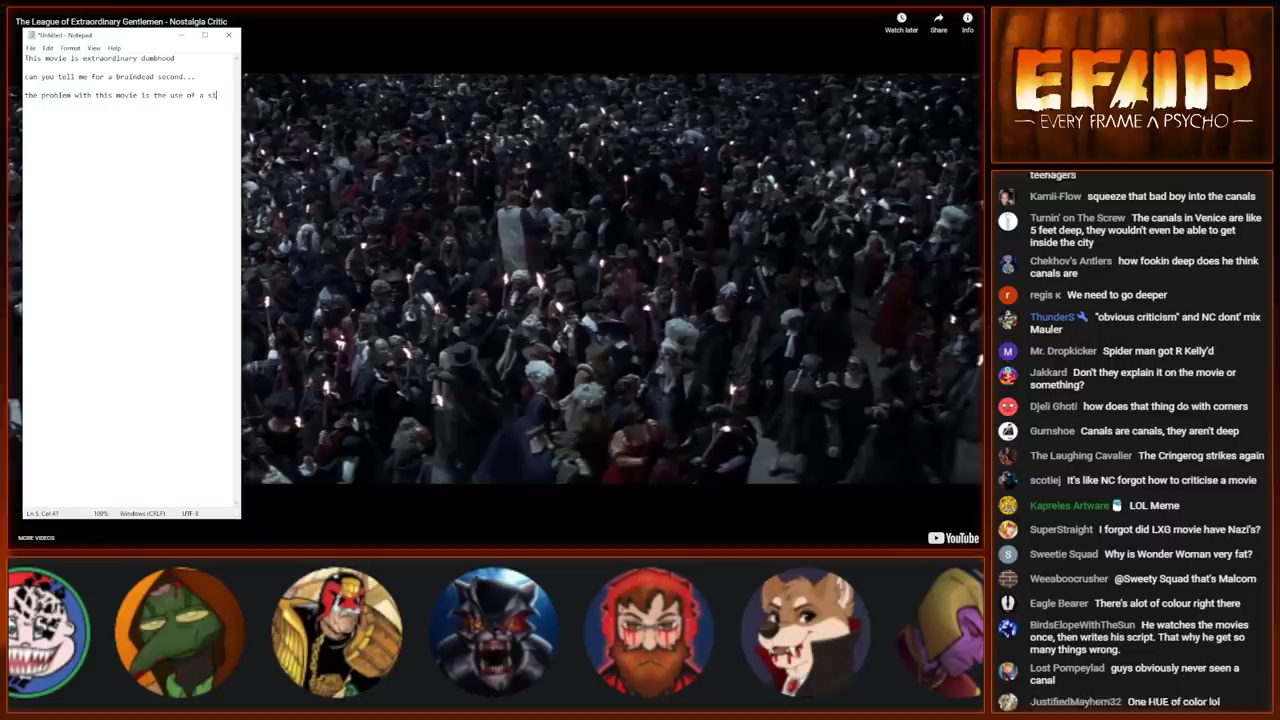 The League of Extraordinary Gentlemen - Nostalgia Critic
Watch later
Share
Info
*Untitled - Notepad
File Edit Format View Help
This movie is extraordinary dumbhood
can you tell me for a braindead second...
the problem with this movie is the use of a si
Ln 5, Col 47 100% Windows (CRLF) UTF-8
MORE VIDEOS
YouTube
EFAP
EVERY FRAME A PSYCHO
teenagers
Kamii-Flow squeeze that bad boy into the canals
Turnin' on The Screw The canals in Venice are like
5 feet deep, they wouldn't even be able to get
inside the city
Chekhov's Antlers how fookin deep does he think
canals are
regis к We need to go deeper
ThunderS "obvious criticism" and NC dont' mix
Mauler
Mr. Dropkicker Spider man got R Kelly'd
Jakkard Don't they explain it on the movie or
something?
Djeli Ghoti how does that thing do with corners
Gumshoe Canals are canals, they aren't deep
The Laughing Cavalier The Cringerog strikes again
scotiej It's like NC forgot how to criticise a movie
Kapreles Artware LOL Meme
SuperStraight I forgot did LXG movie have Nazi's?
Sweetie Squad Why is Wonder Woman very fat?
Weeaboocrusher @Sweety Squad that's Malcom
Eagle Bearer There's alot of colour right there
BirdsElopeWithTheSun He watches the movies
once, then writes his script. That why he get so
many things wrong.
Lost Pompeylad guys obviously never seen a
canal
JustifiedMayhem32 One HUE of color lol